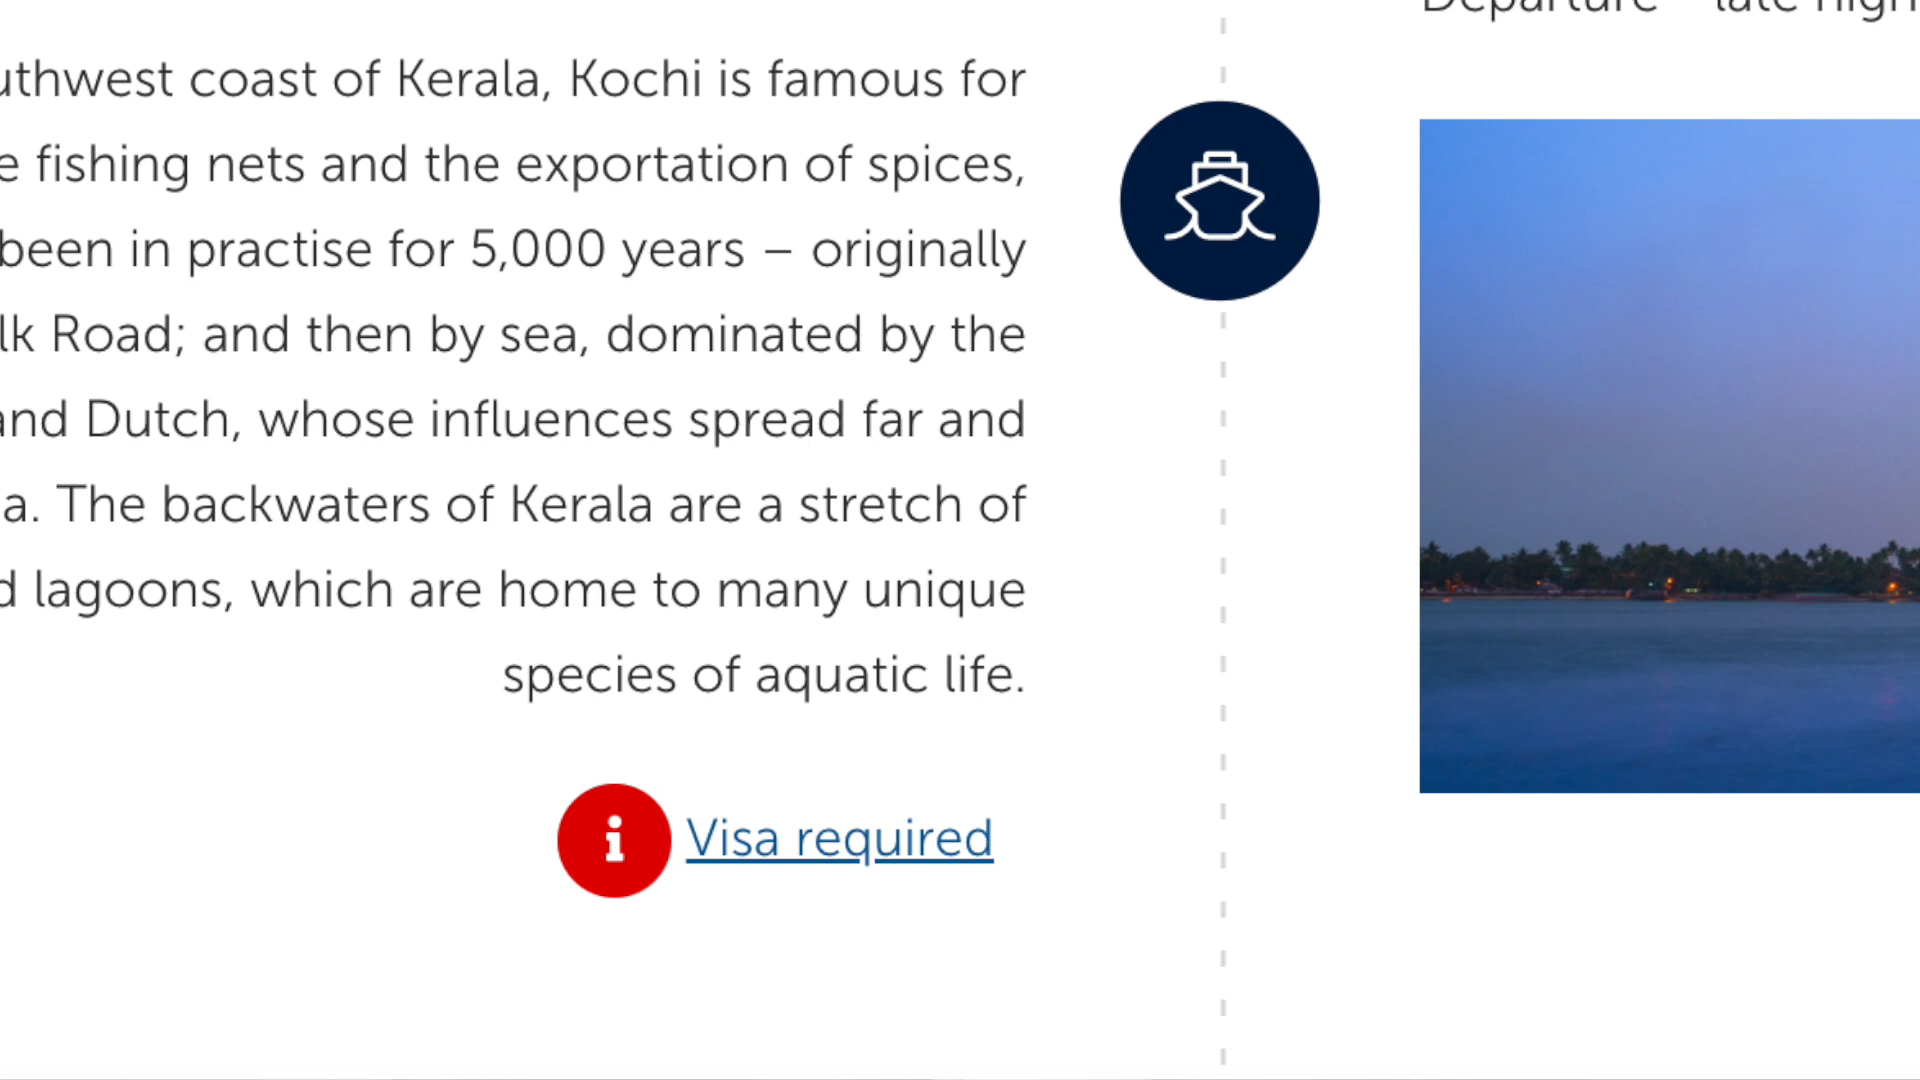 Departure – late nigh
uthwest coast of Kerala, Kochi is famous for
e fishing nets and the exportation of spices,
been in practise for 5,000 years – originally
lk Road; and then by sea, dominated by the
and Dutch, whose influences spread far and
a. The backwaters of Kerala are a stretch of
d lagoons, which are home to many unique
species of aquatic life.
Visa required